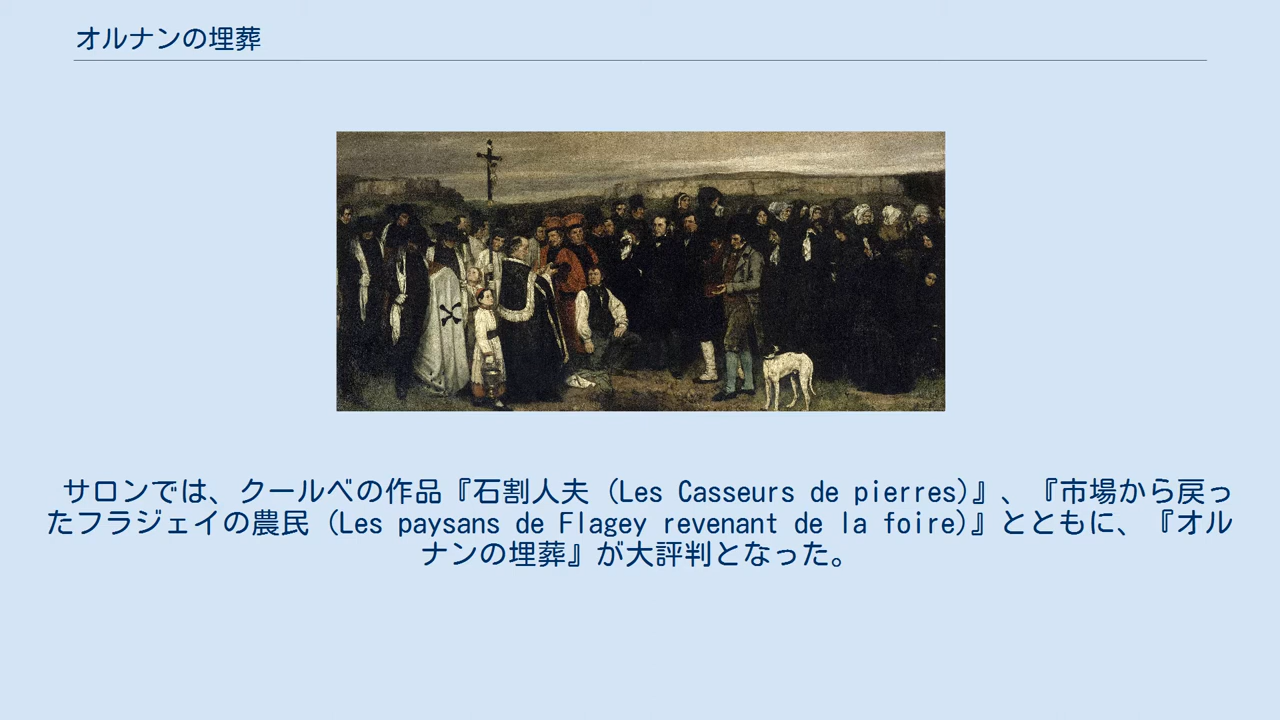 オルナンの埋葬
サロンでは、クールベの作品『石割人夫 (Les Casseurs de pierres)』、『市場から戻っ
たフラジェイの農民 (Les paysans de Flagey revenant de la foire)』とともに、『オル
ナンの埋葬』が大評判となった。